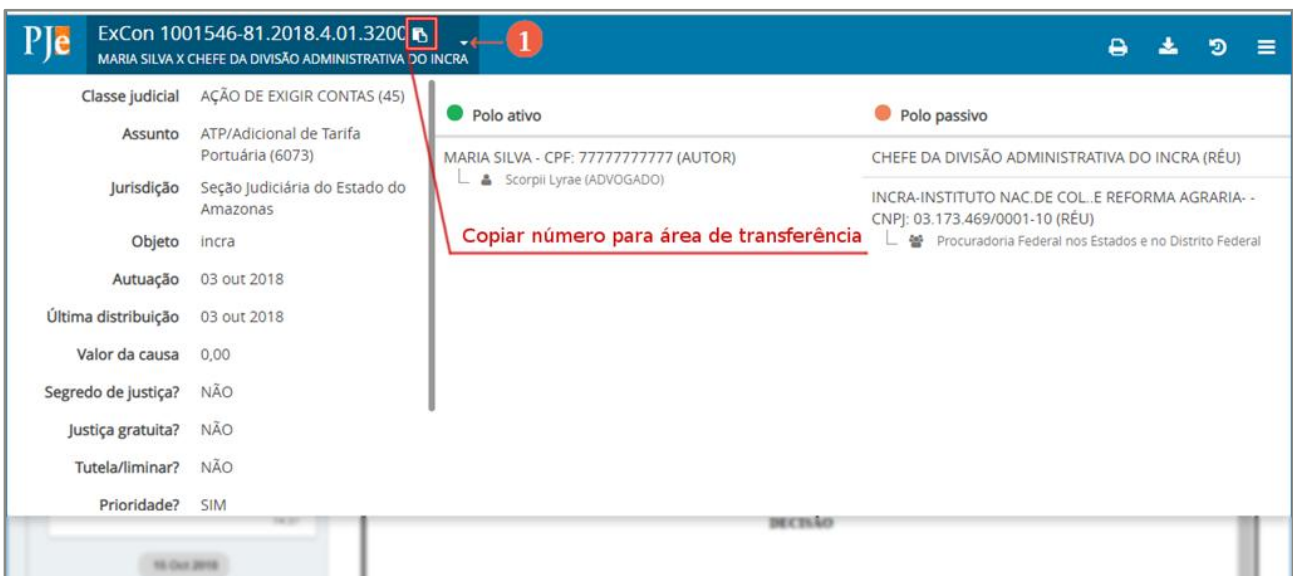 PJe
ExCon 1001546-81.2018.4.01.3200
MARIA SILVA X CHEFE DA DIVISÃO ADMINISTRATIVA DO INCRA
1
Classe judicial AÇÃO DE EXIGIR CONTAS (45)
Assunto ATP/Adicional de Tarifa
Portuária (6073)
Jurisdição Seção Judiciária do Estado do
Amazonas
Objeto incra
Autuação 03 out 2018
Última distribuição 03 out 2018
Valor da causa 0,00
Segredo de justiça? NÃO
Justiça gratuita? NÃO
Tutela/liminar? NÃO
Prioridade? SIM
Polo ativo
MARIA SILVA - CPF: 77777777777 (AUTOR)
Scorpii Lyrae (ADVOGADO)
Copiar número para área de transferência
Polo passivo
CHEFE DA DIVISÃO ADMINISTRATIVA DO INCRA (RÉU)
INCRA-INSTITUTO NAC.DE COL..E REFORMA AGRARIA- -
CNPJ: 03.173.469/0001-10 (RÉU)
Procuradoria Federal nos Estados e no Distrito Federal
DECISÃO